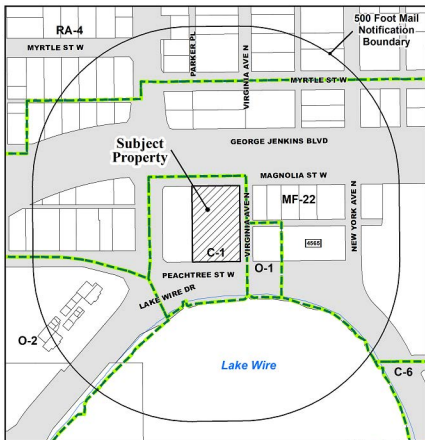 RA-4
MYRTLE ST W
PARKER PL
VIRGINIA AVE N
500 Foot Mail
Notification
Boundary
MYRTLE ST W
GEORGE JENKINS BLVD
Subject
Property
MAGNOLIA ST W
VIRGINIA AVE N
MF-22
NEW YORK AVE N
4565
C-1
O-1
PEACHTREE ST W
LAKE WIRE DR
O-2
Lake Wire
C-6